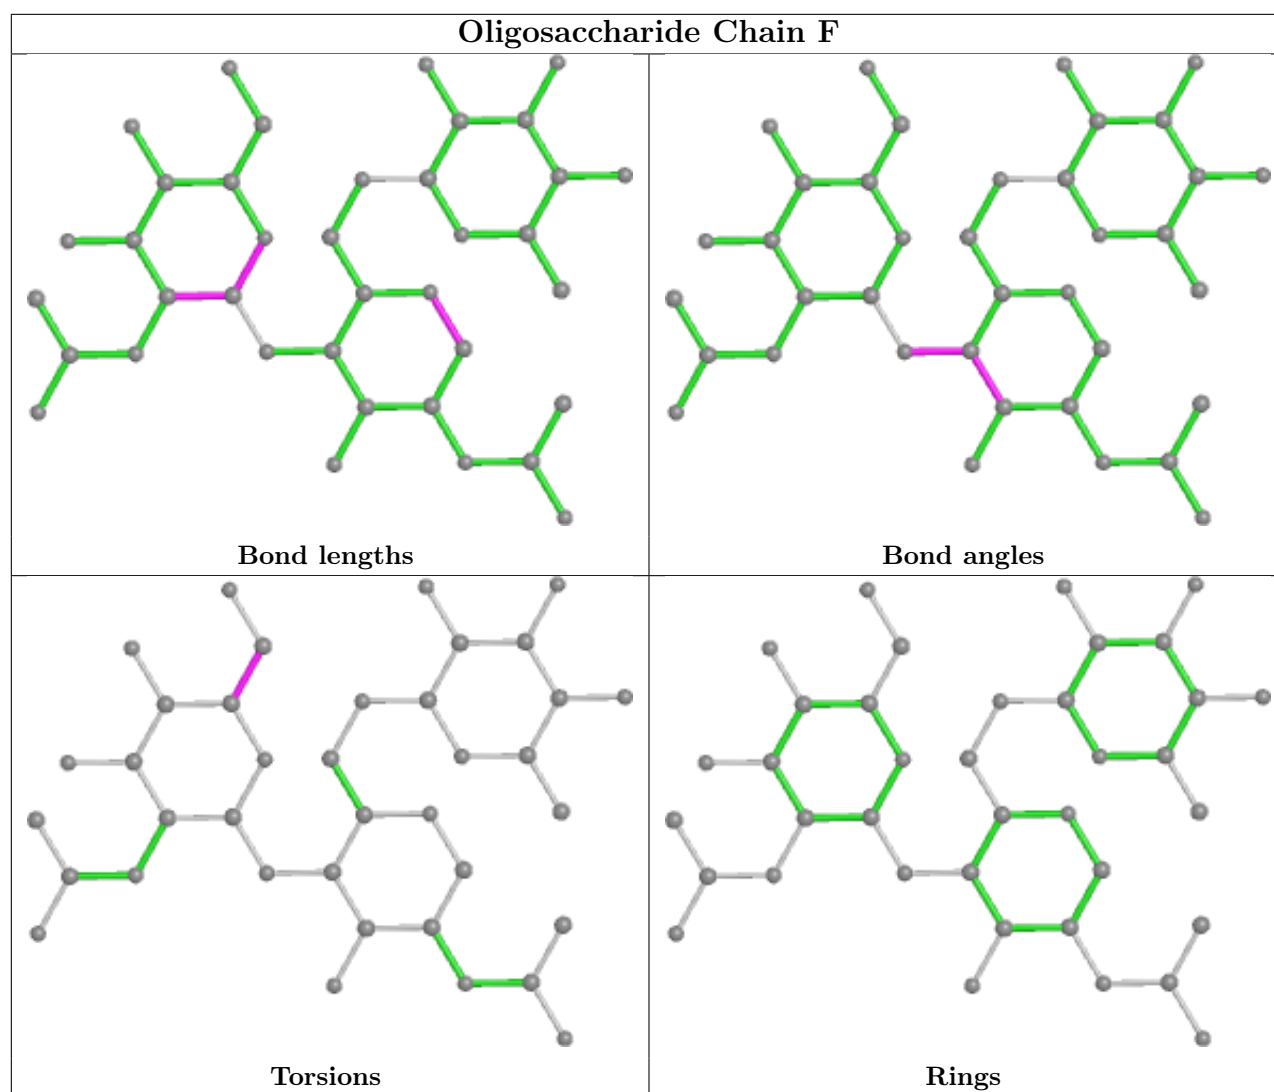 Oligosaccharide Chain F
Bond lengths
Bond angles
Torsions
Rings